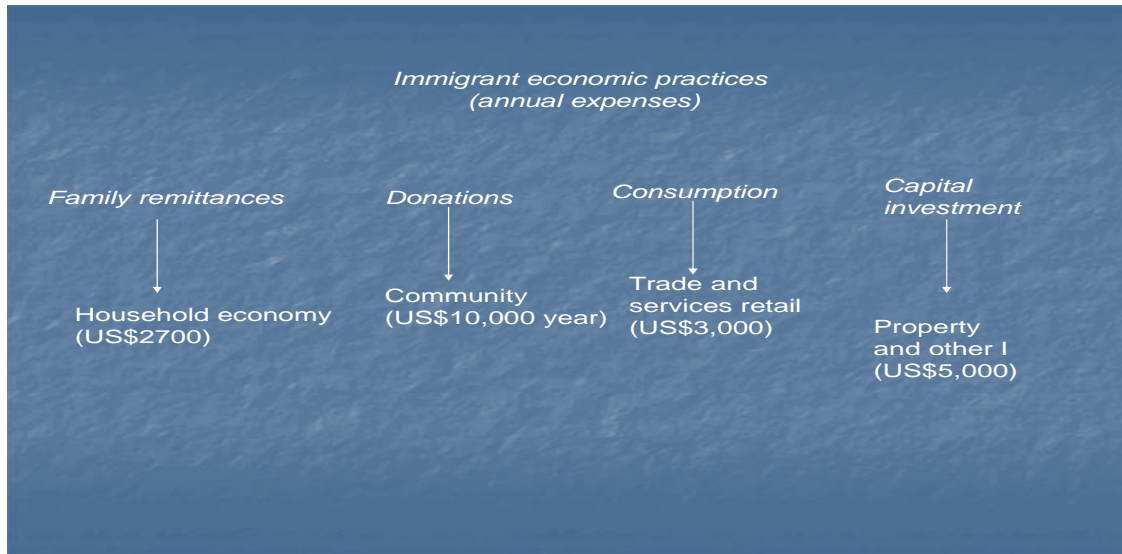 Immigrant economic practices
(annual expenses)
Family remittances
Donations
Consumption
Capital
investment
Household economy
(US$2700)
Community
(US$10,000 year)
Trade and
services retail
(US$3,000)
Property
and other I
(US$5,000)